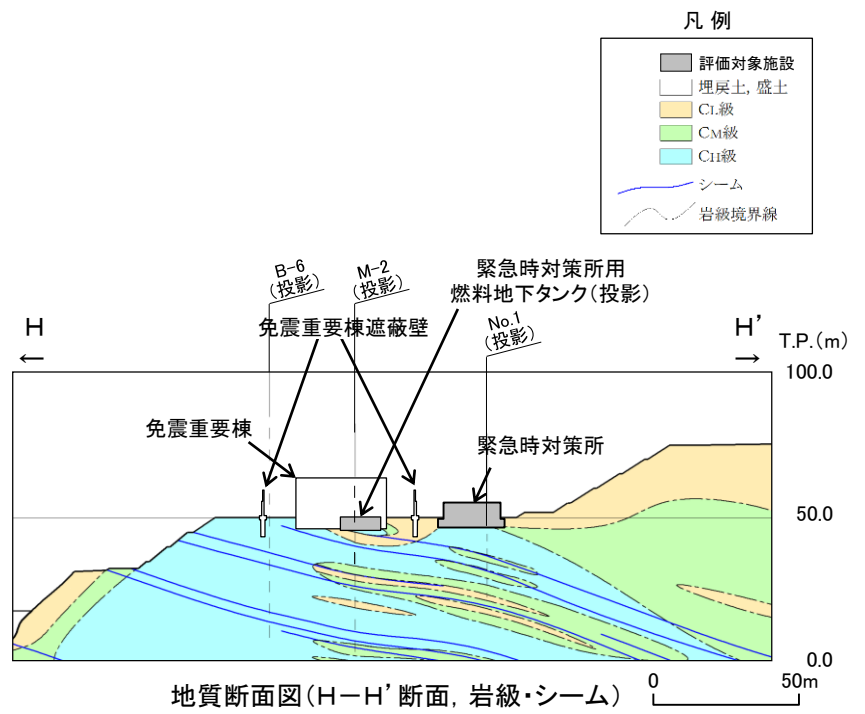 凡 例
評価対象施設
埋戻土, 盛土
CL級
CM級
CH級
シーム
岩級境界線
B-6
(投影)
M-2
(投影)
緊急時対策所用
燃料地下タンク(投影)
免震重要棟遮蔽壁
No.1
(投影)
H
←
H’
→
T.P.(m)
100.0
免震重要棟
緊急時対策所
50.0
0.0
地質断面図(H-H’断面, 岩級・シーム)
0 50m